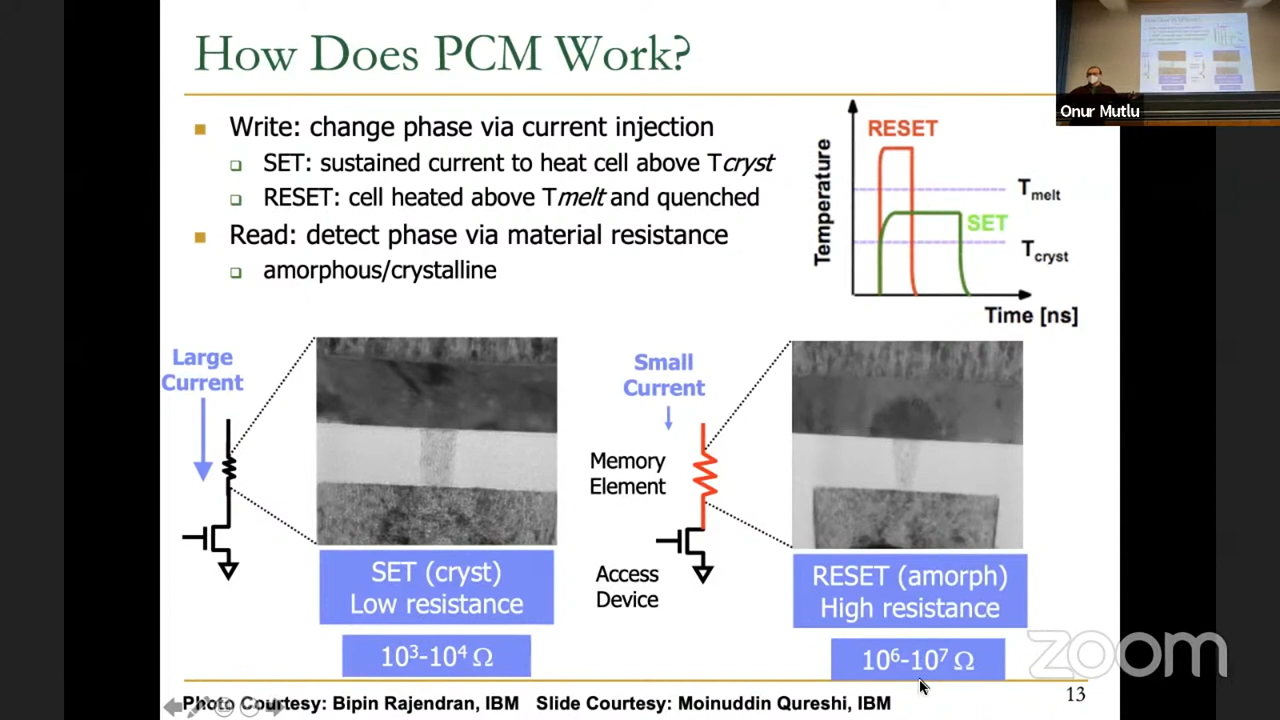 How Does PCM Work?
Onur Mutlu
Write: change phase via current injection
SET: sustained current to heat cell above Tcryst
RESET: cell heated above Tmelt and quenched
Read: detect phase via material resistance
amorphous/crystalline
Temperature
RESET
Tmelt
SET
Tcryst
Time [ns]
Large
Current
Small
Current
Memory
Element
Access
Device
SET (cryst)
Low resistance
10³-10⁴ Ω
RESET (amorph)
High resistance
10⁶-10⁷ Ω
zoom
Photo Courtesy: Bipin Rajendran, IBM Slide Courtesy: Moinuddin Qureshi, IBM
13